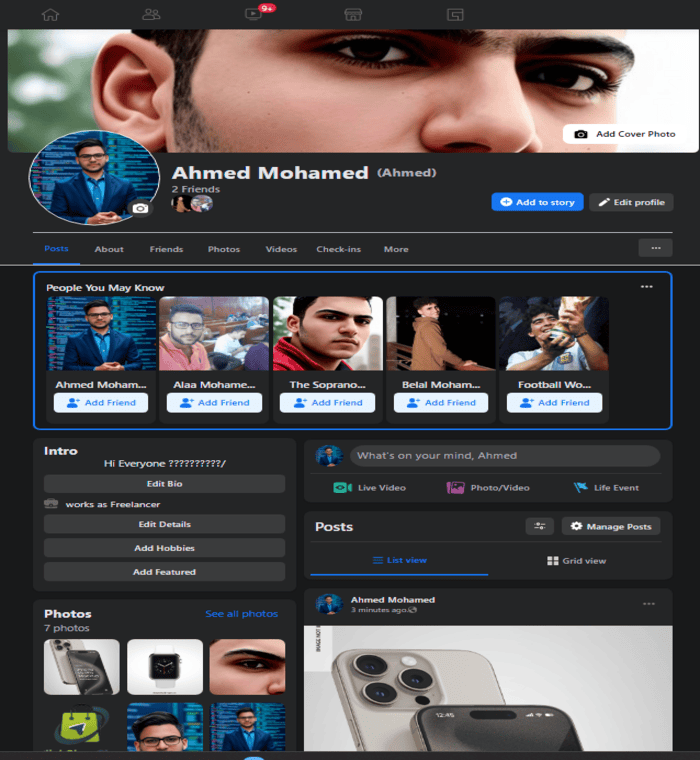 9+
Add Cover Photo
Ahmed Mohamed (Ahmed)
2 Friends
Add to story
Edit profile
Posts
About
Friends
Photos
Videos
Check-ins
More
People You May Know
Ahmed Moham...
Alaa Mohame...
The Soprano...
Belal Moham...
Football Wo...
Add Friend
Add Friend
Add Friend
Add Friend
Add Friend
Intro
Hi Everyone ??????????/
Edit Bio
works as Freelancer
Edit Details
Add Hobbies
Add Featured
Photos
See all photos
7 photos
What's on your mind, Ahmed
Live Video
Photo/Video
Life Event
Posts
Manage Posts
List view
Grid view
Ahmed Mohamed
3 minutes ago
IMAGE NOT
12:45